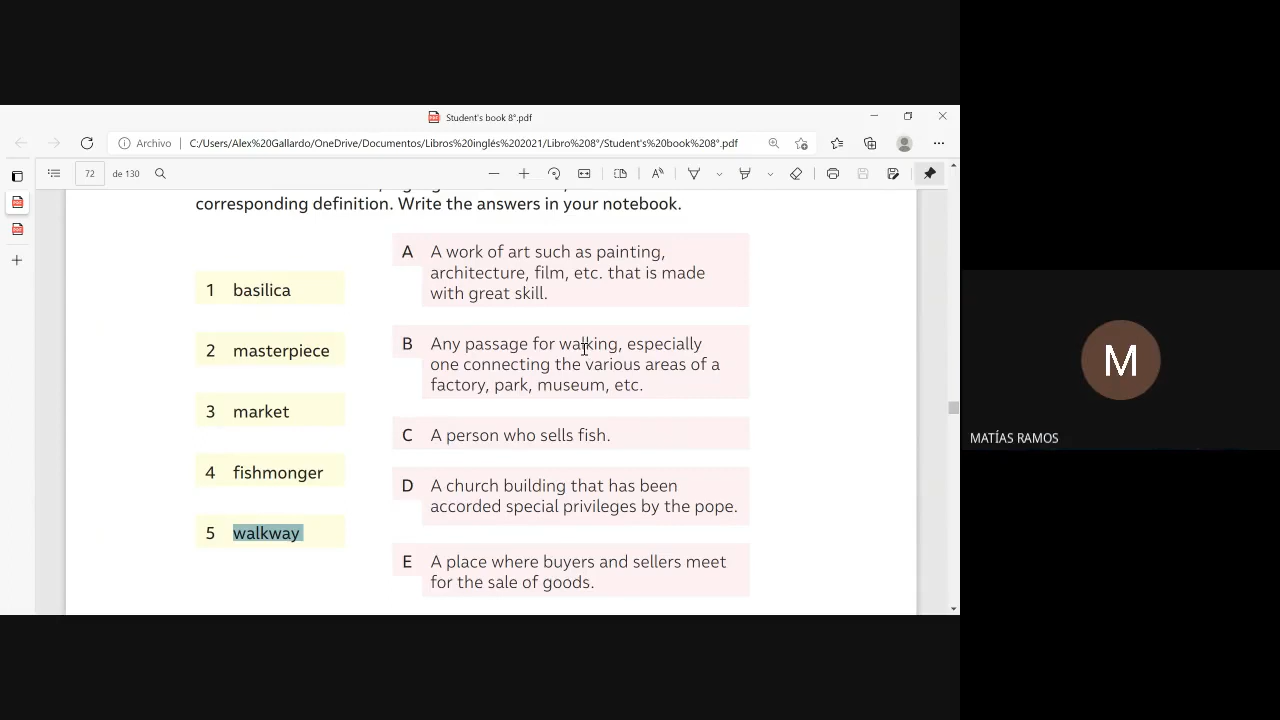 Student's book 8°.pdf
Archivo
C:/Users/Alex%20Gallardo/OneDrive/Documentos/Libros%20inglés%202021/Libro%208°/Student's%20book%208°.pdf
72 de 130
corresponding definition. Write the answers in your notebook.
1 basilica
2 masterpiece
3 market
4 fishmonger
5 walkway
A A work of art such as painting,
architecture, film, etc. that is made
with great skill.
B Any passage for walking, especially
one connecting the various areas of a
factory, park, museum, etc.
C A person who sells fish.
D A church building that has been
accorded special privileges by the pope.
E A place where buyers and sellers meet
for the sale of goods.
M
MATÍAS RAMOS